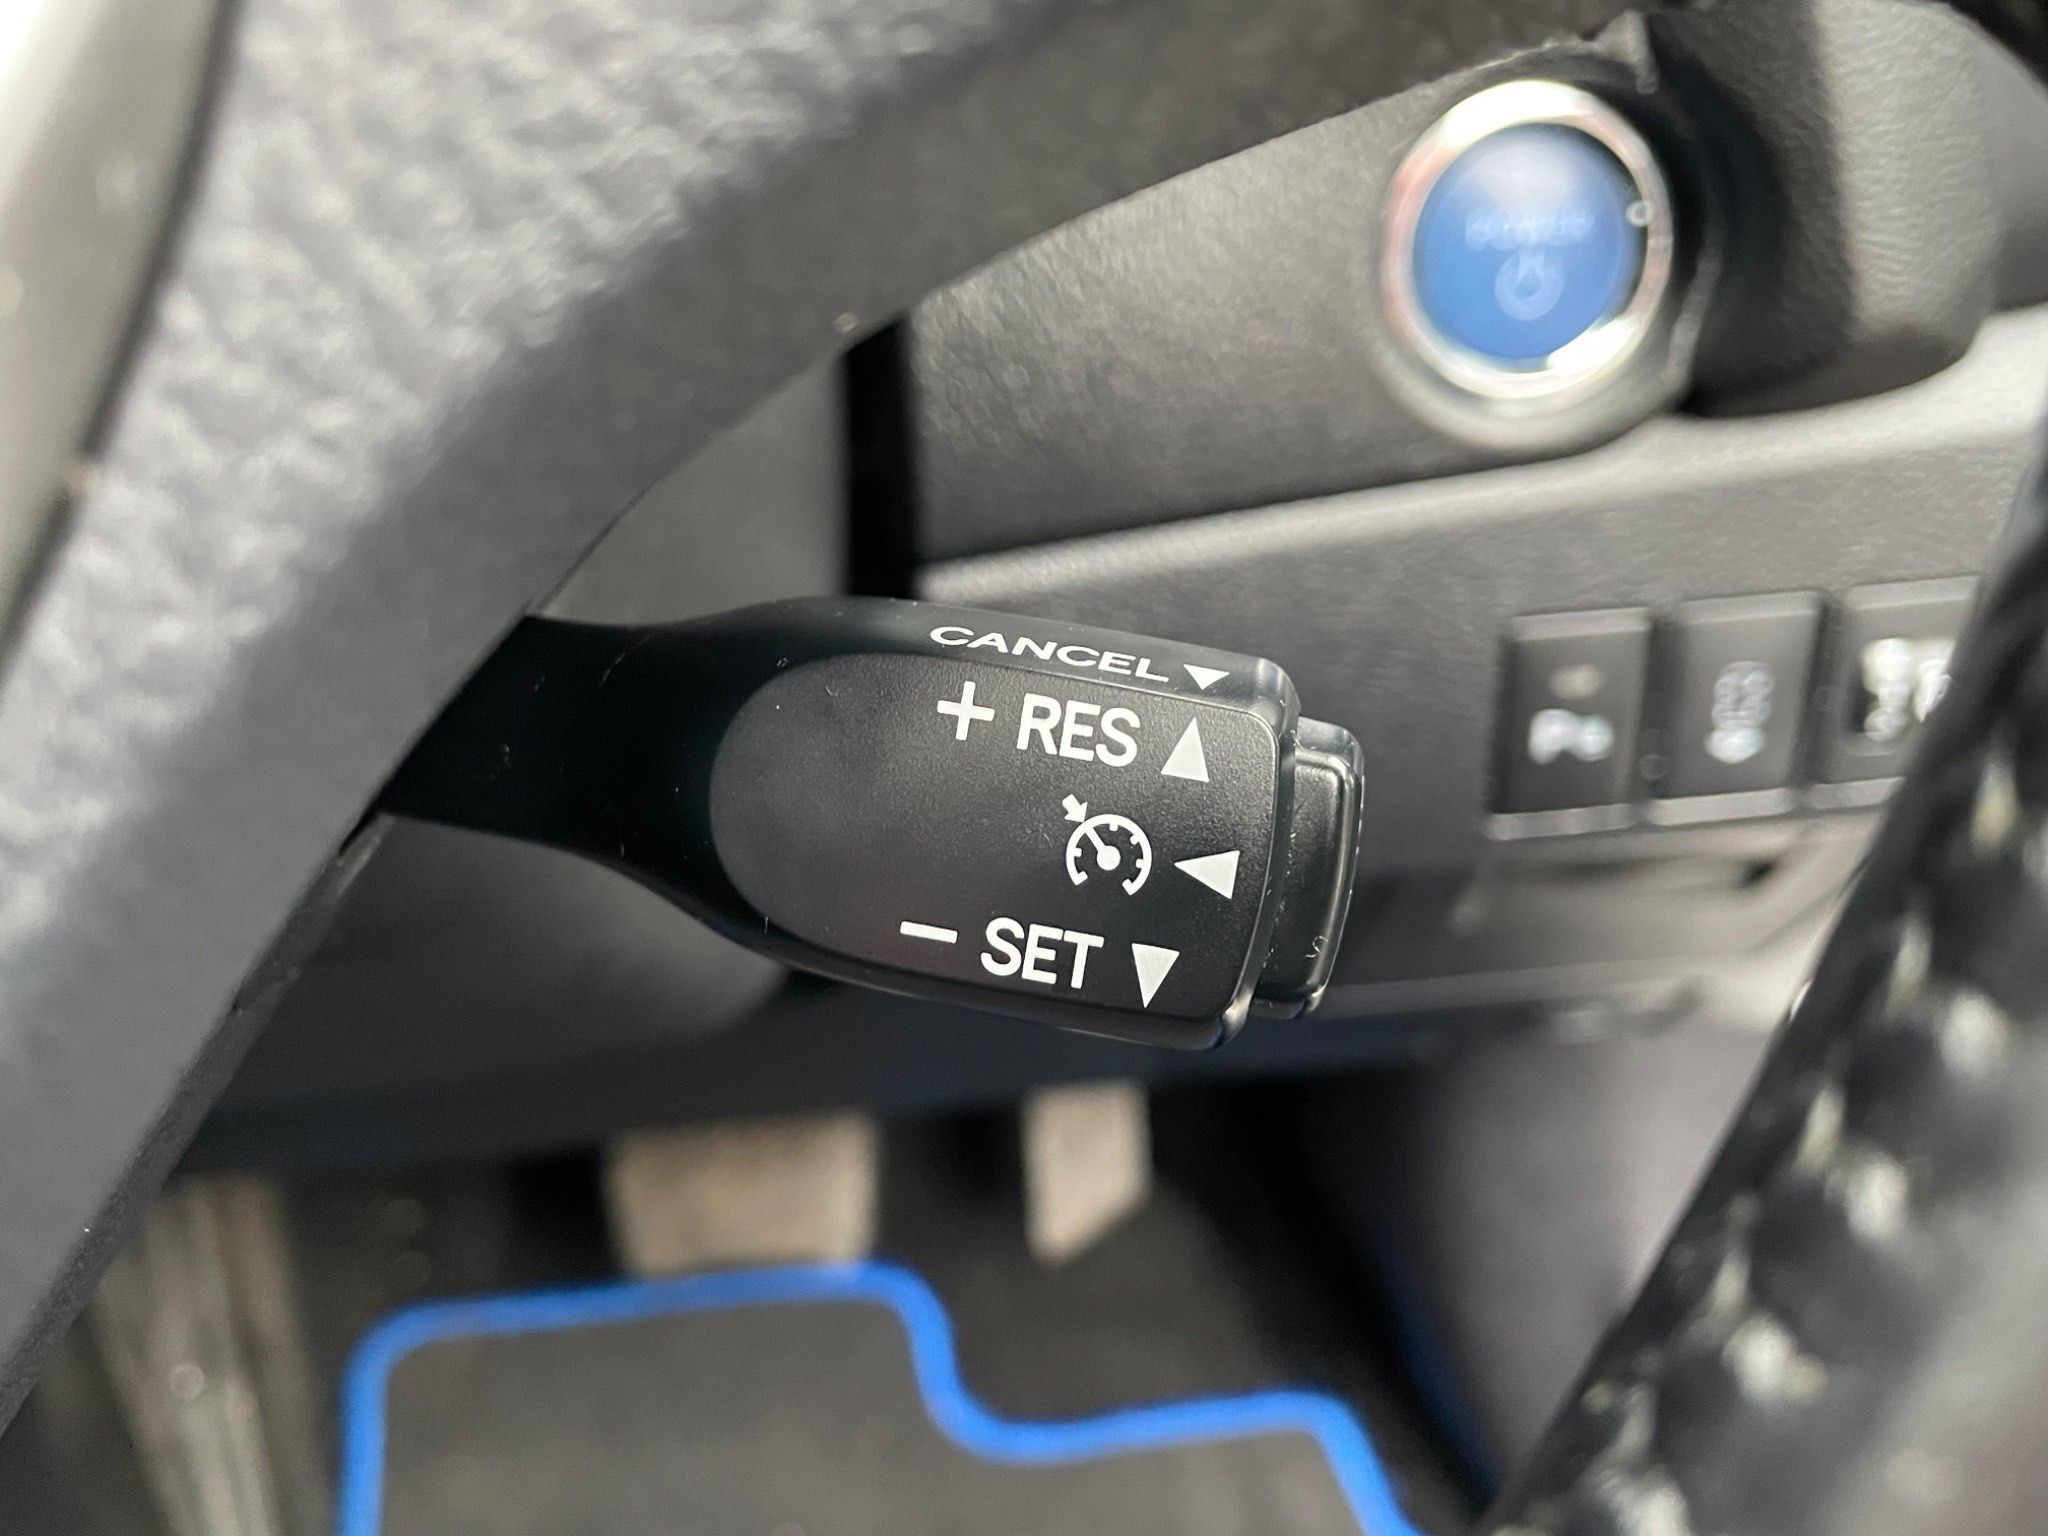 CANCEL
+ RES
- SET